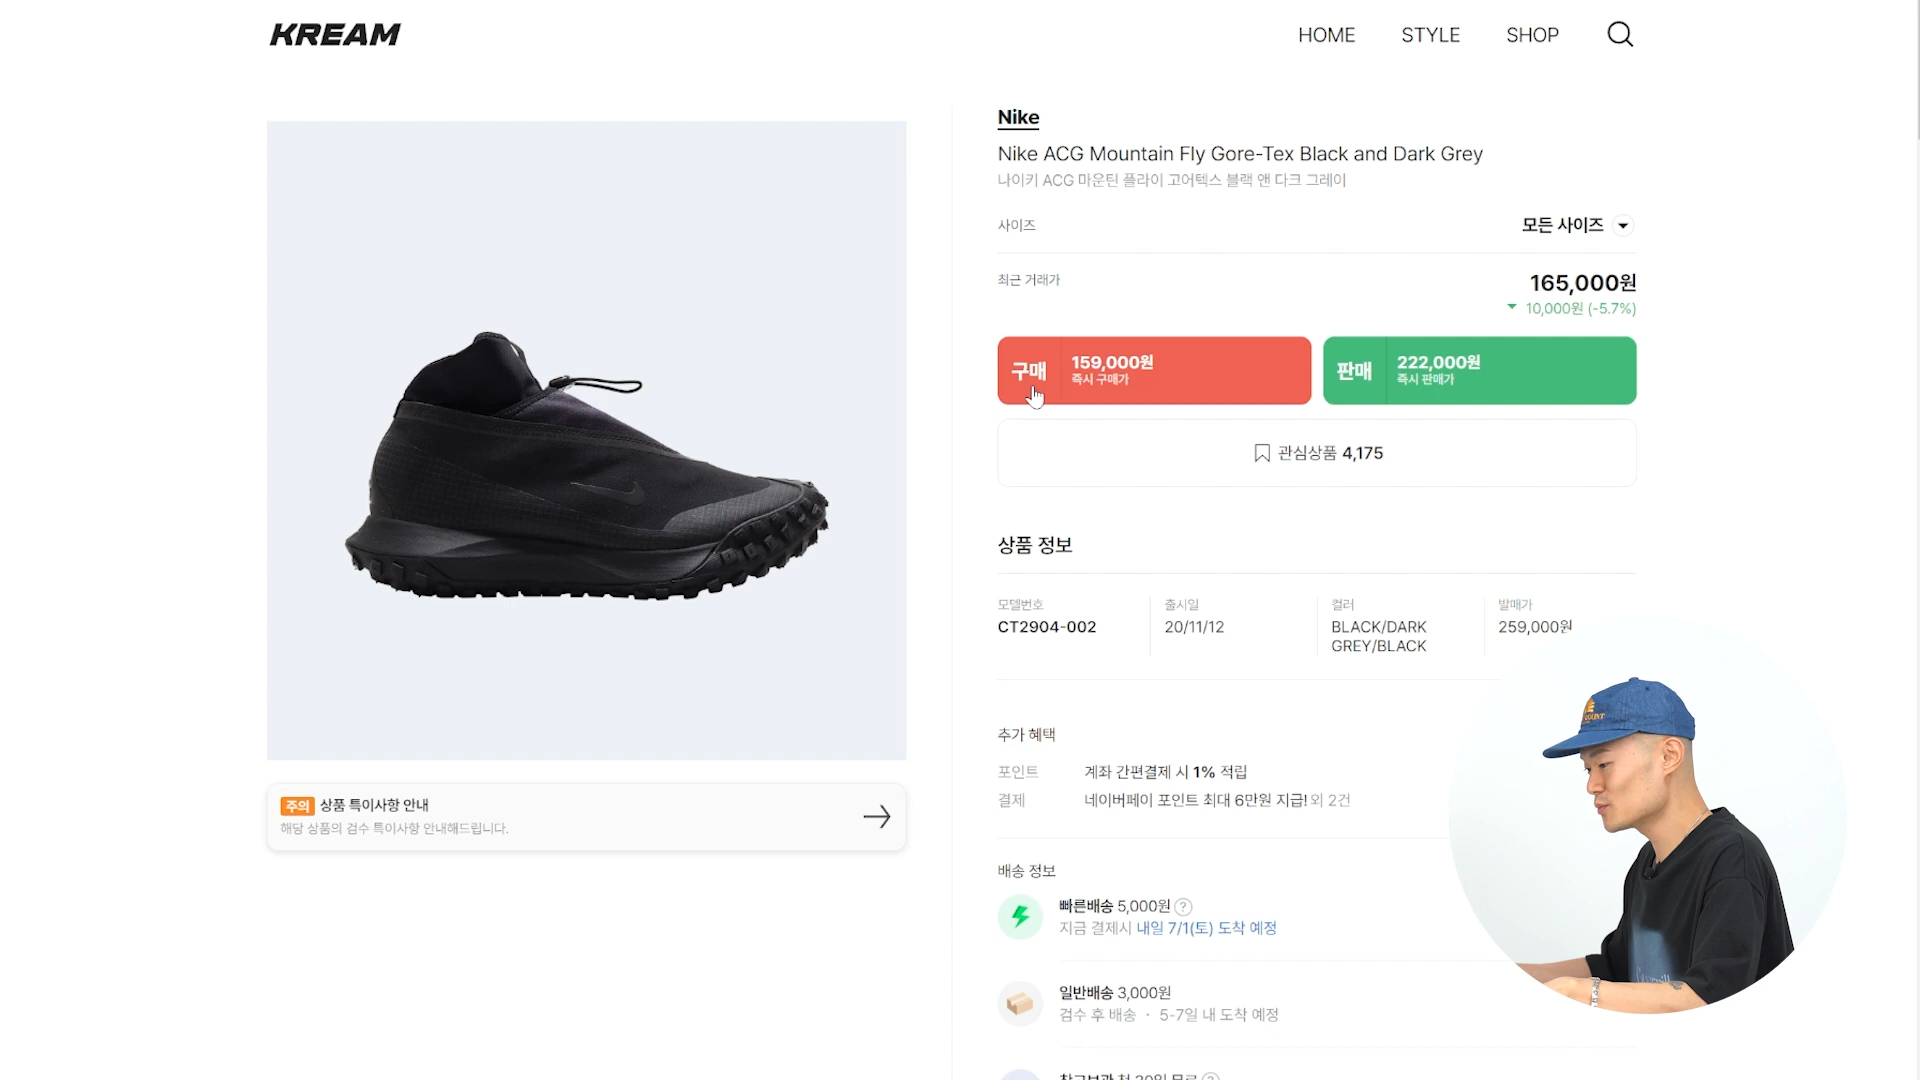 KREAM
HOME
STYLE
SHOP
Nike
Nike ACG Mountain Fly Gore-Tex Black and Dark Grey
나이키 ACG 마운틴 플라이 고어텍스 블랙 앤 다크 그레이
사이즈
모든 사이즈
최근 거래가
165,000원
10,000원 (-5.7%)
구매
159,000원
즉시 구매가
판매
222,000원
즉시 판매가
관심상품 4,175
상품 정보
모델번호
CT2904-002
출시일
20/11/12
컬러
BLACK/DARK
GREY/BLACK
발매가
259,000원
추가 혜택
포인트
계좌 간편결제 시 1% 적립
결제
네이버페이 포인트 최대 6만원 지급! 외 2건
주의 상품 특이사항 안내
해당 상품의 검수 특이사항 안내해드립니다.
배송 정보
빠른배송 5,000원 ?
지금 결제시 내일 7/1(토) 도착 예정
일반배송 3,000원
검수 후 배송 · 5-7일 내 도착 예정